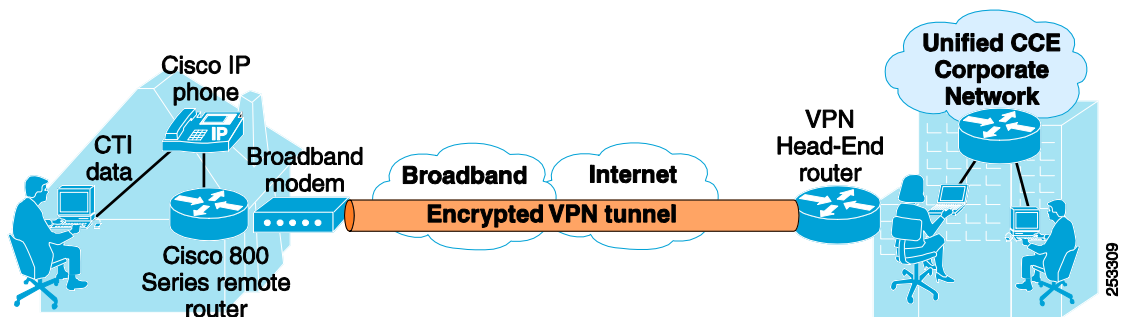 Cisco IP
phone
IP
CTI
data
Broadband
modem
Cisco 800
Series remote
router
Broadband
Internet
Encrypted VPN tunnel
VPN
Head-End
router
Unified CCE
Corporate
Network
253309